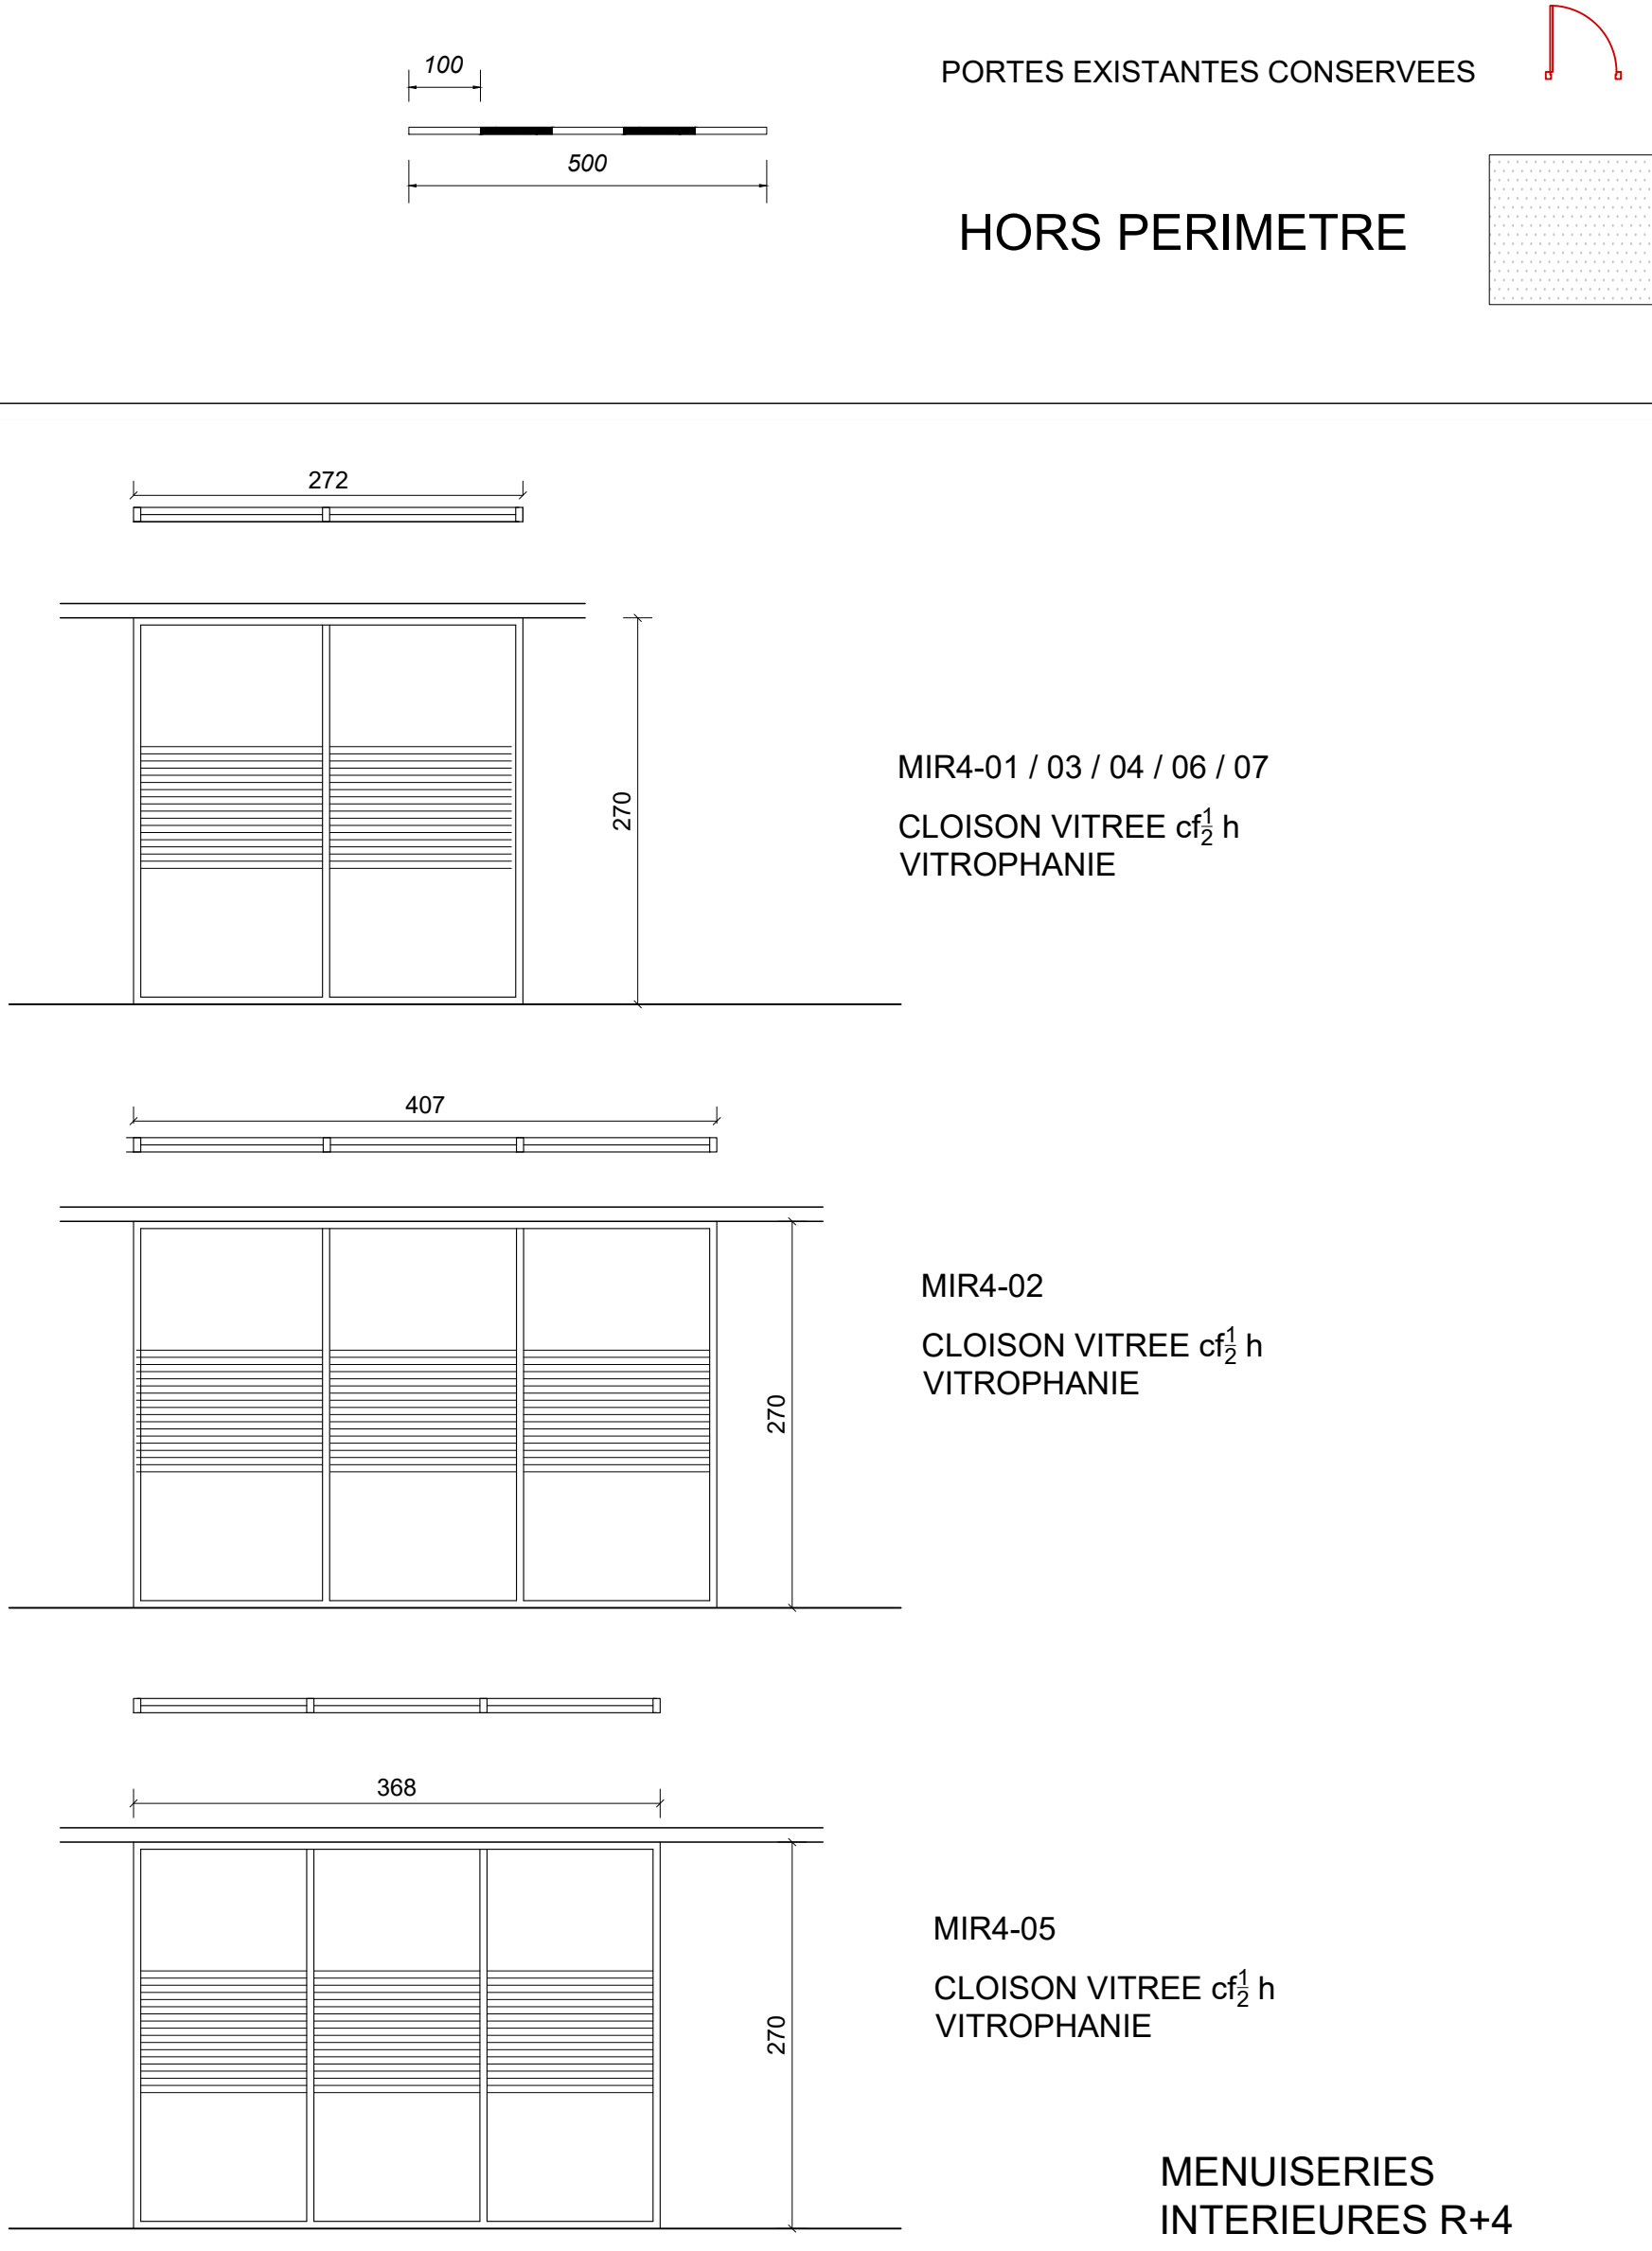 100
PORTES EXISTANTES CONSERVEES
500
HORS PERIMETRE
272
270
MIR4-01 / 03 / 04 / 06 / 07
CLOISON VITREE cf½ h
VITROPHANIE
407
270
MIR4-02
CLOISON VITREE cf½ h
VITROPHANIE
368
270
MIR4-05
CLOISON VITREE cf½ h
VITROPHANIE
MENUISERIES
INTERIEURES R+4